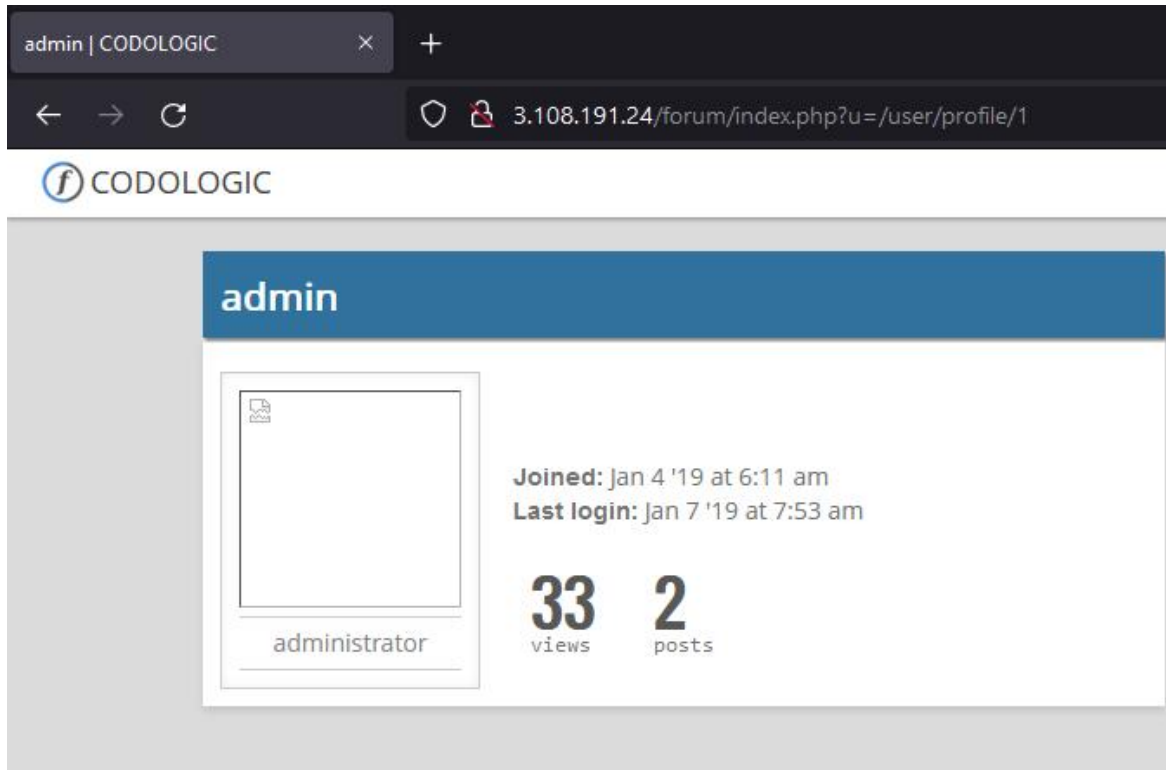 admin | CODOLOGIC
3.108.191.24/forum/index.php?u=/user/profile/1
CODOLOGIC
admin
Joined: Jan 4 '19 at 6:11 am
Last login: Jan 7 '19 at 7:53 am
33 2
views posts
administrator